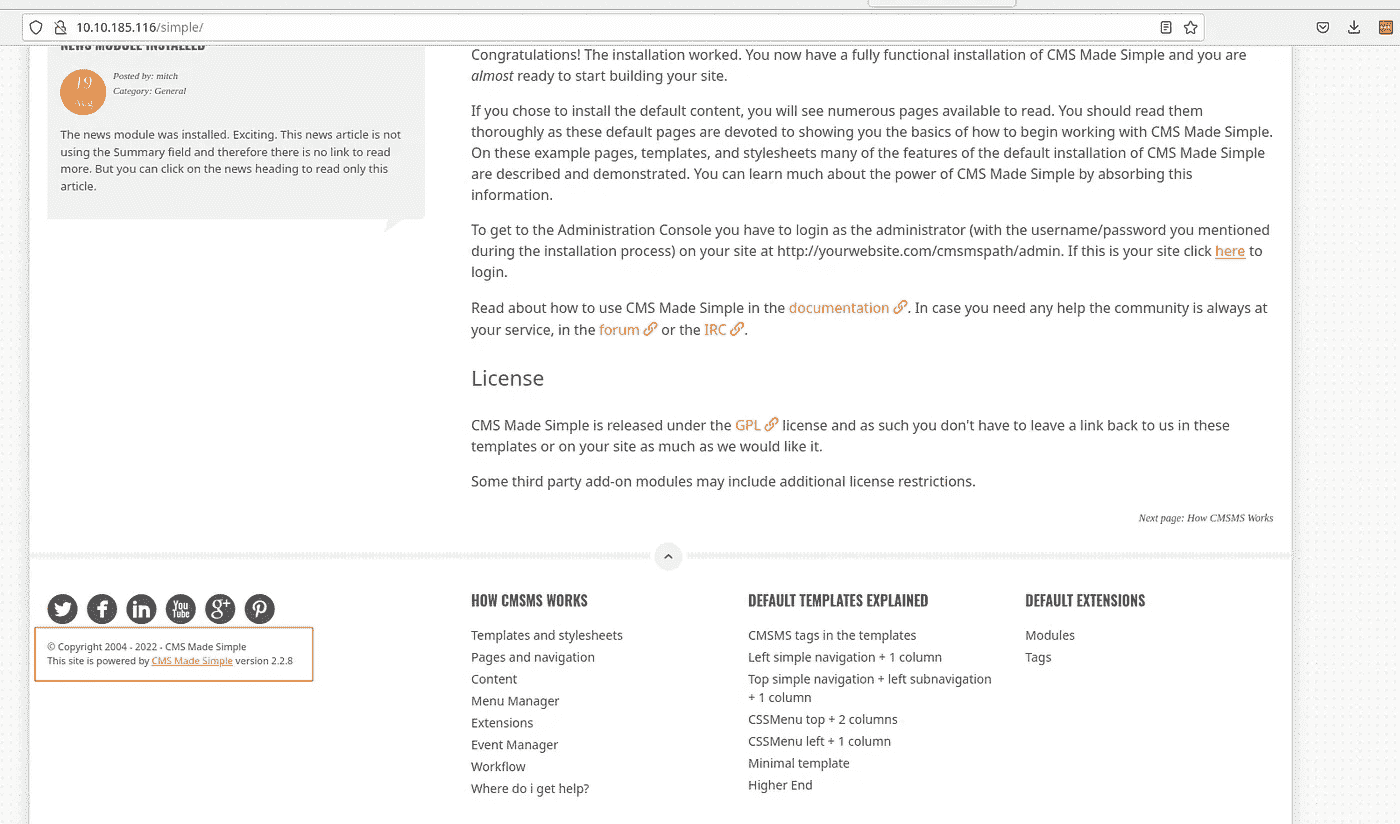 10.10.185.116/simple/
NEWS MODULE INSTALLED
19
Aug
Posted by: mitch
Category: General
The news module was installed. Exciting. This news article is not
using the Summary field and therefore there is no link to read
more. But you can click on the news heading to read only this
article.
Congratulations! The installation worked. You now have a fully functional installation of CMS Made Simple and you are
almost ready to start building your site.
If you chose to install the default content, you will see numerous pages available to read. You should read them
thoroughly as these default pages are devoted to showing you the basics of how to begin working with CMS Made Simple.
On these example pages, templates, and stylesheets many of the features of the default installation of CMS Made Simple
are described and demonstrated. You can learn much about the power of CMS Made Simple by absorbing this
information.
To get to the Administration Console you have to login as the administrator (with the username/password you mentioned
during the installation process) on your site at http://yourwebsite.com/cmsmspath/admin. If this is your site click here to
login.
Read about how to use CMS Made Simple in the documentation. In case you need any help the community is always at
your service, in the forum or the IRC.
License
CMS Made Simple is released under the GPL license and as such you don't have to leave a link back to us in these
templates or on your site as much as we would like it.
Some third party add-on modules may include additional license restrictions.
Next page: How CMSMS Works
You
Tube
g+
© Copyright 2004 - 2022 - CMS Made Simple
This site is powered by CMS Made Simple version 2.2.8
HOW CMSMS WORKS
Templates and stylesheets
Pages and navigation
Content
Menu Manager
Extensions
Event Manager
Workflow
Where do i get help?
DEFAULT TEMPLATES EXPLAINED
CMSMS tags in the templates
Left simple navigation + 1 column
Top simple navigation + left subnavigation
+ 1 column
CSSMenu top + 2 columns
CSSMenu left + 1 column
Minimal template
Higher End
DEFAULT EXTENSIONS
Modules
Tags